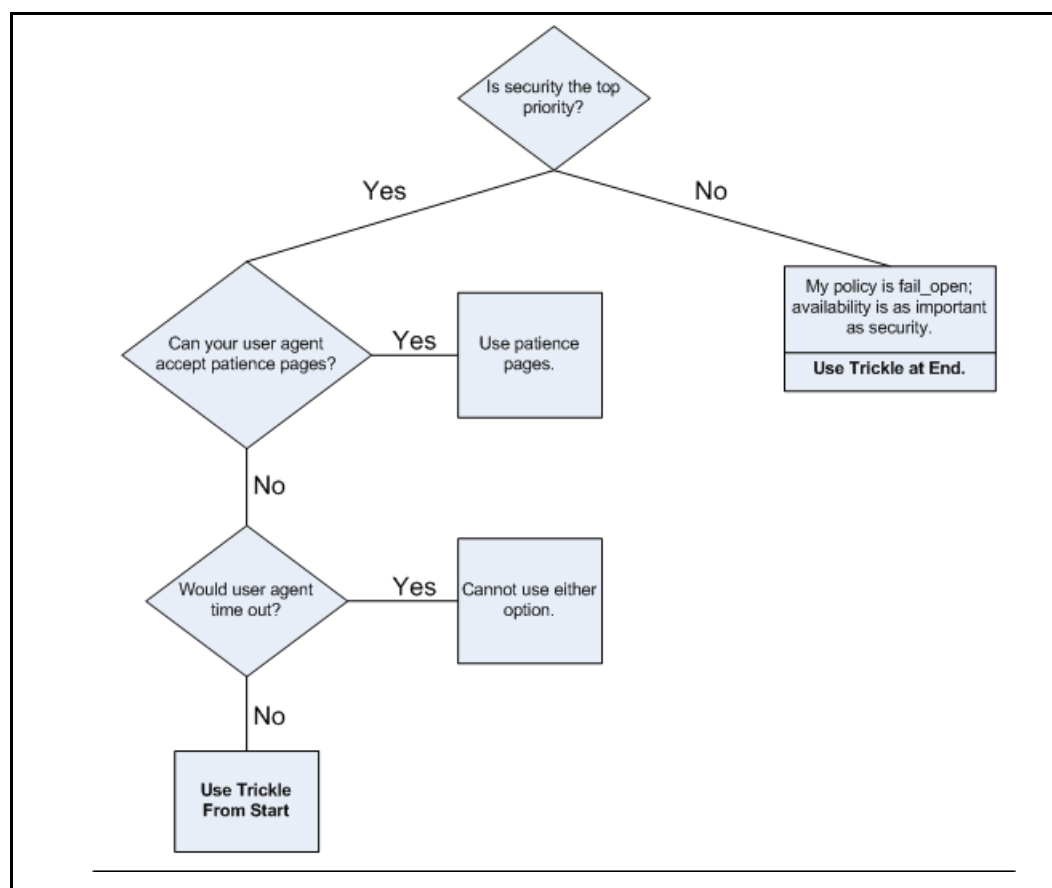 Is security the top
priority?
Yes
No
My policy is fail_open;
availability is as important
as security.
Use Trickle at End.
Can your user agent
accept patience pages?
Yes
Use patience
pages.
No
Would user agent
time out?
Yes
Cannot use either
option.
No
Use Trickle
From Start